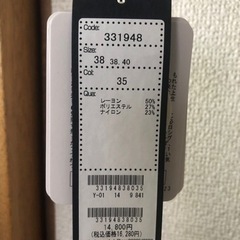 Code:
331948
Size:
38 38.40
Col:
35
Qua:
レーヨン 50%
ポリエステル 27%
ナイロン 23%
33194838035
Y-01 14 9 841
33194838035
14,800円
(税込価格16,280円)